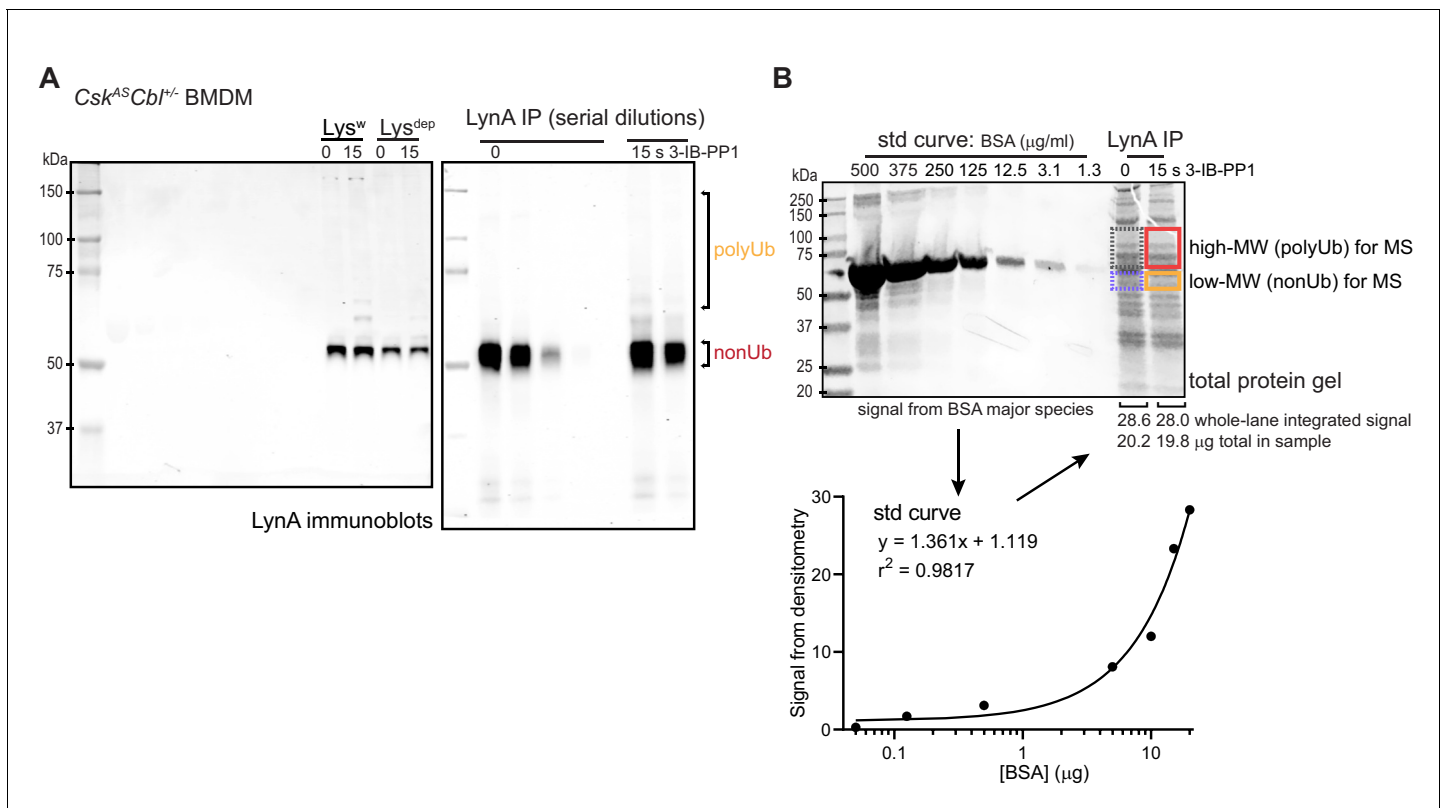 A
Csk^AS Cbl^+/- BMDM
Lys^w Lys^dep
0 15 0 15
kDa
150
100
75
50
37
LynA IP (serial dilutions)
0 15 s 3-IB-PP1
polyUb
nonUb
LynA immunoblots
B
std curve: BSA (μg/ml) LynA IP
kDa 500 375 250 125 12.5 3.1 1.3 0 15 s 3-IB-PP1
250
150
100
75
50
37
25
20
high-MW (polyUb) for MS
low-MW (nonUb) for MS
total protein gel
signal from BSA major species
28.6 28.0 whole-lane integrated signal
20.2 19.8 μg total in sample
std curve
y = 1.361x + 1.119
r² = 0.9817
Signal from densitometry
30
20
10
0
0.1 1 10
[BSA] (μg)